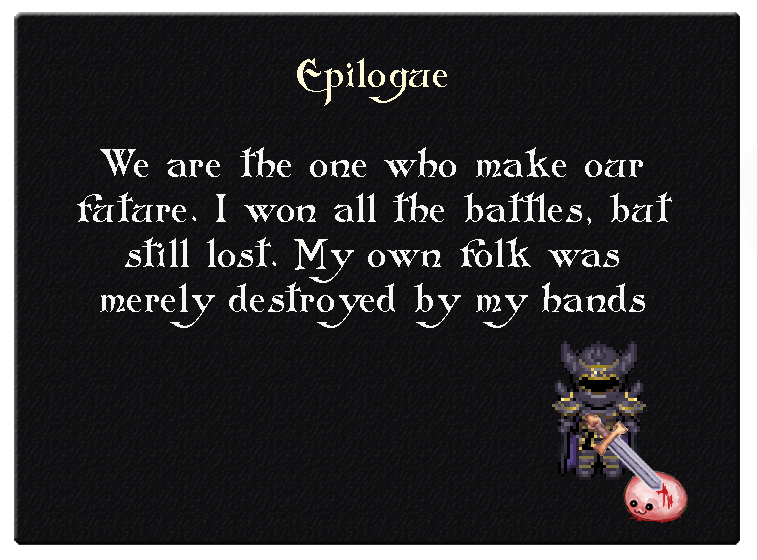 Epilogue
We are the one who make our
future. I won all the battles, but
still lost. My own folk was
merely destroyed by my hands